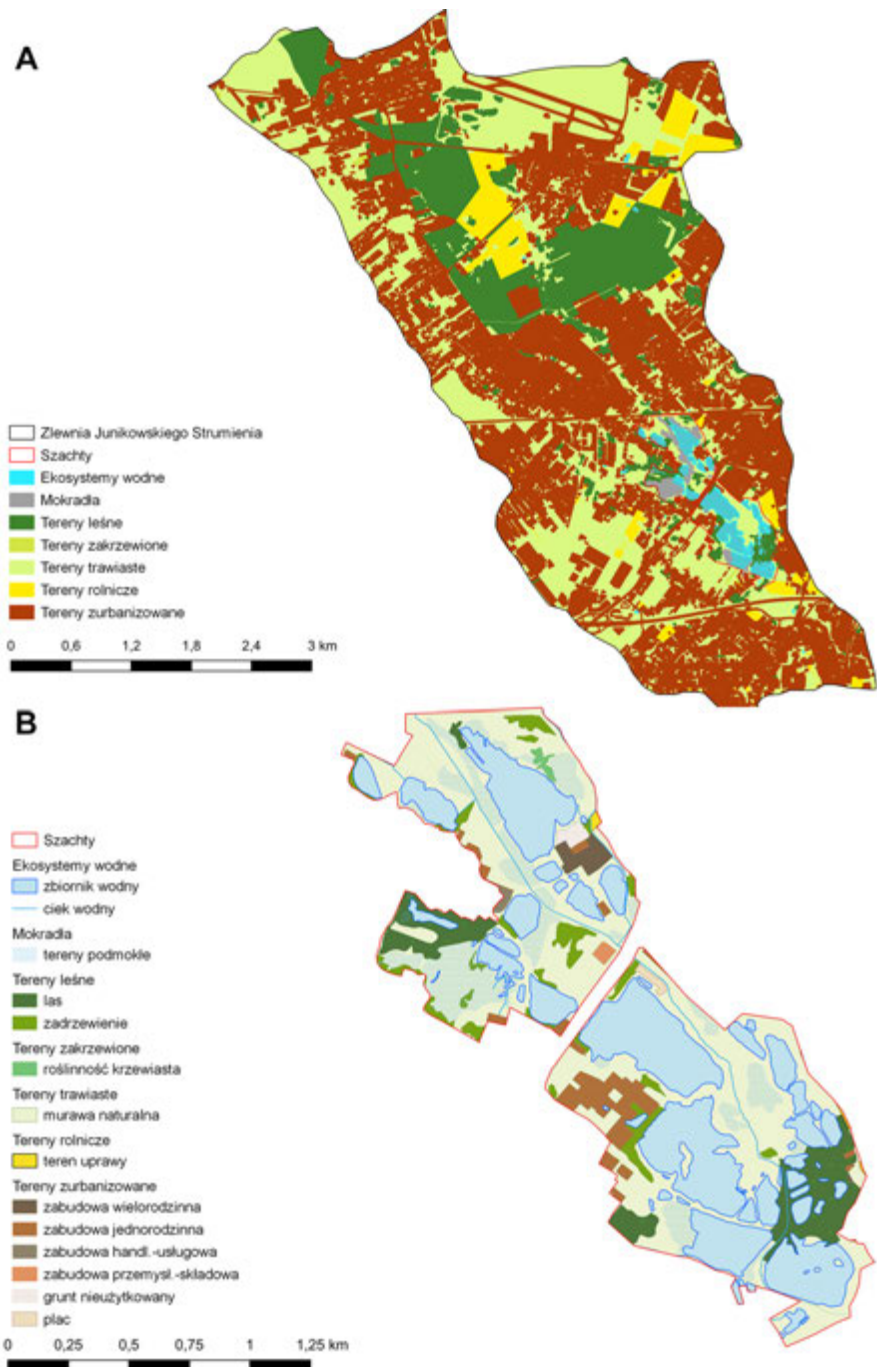 A
Zlewnia Junikowskiego Strumienia
Szachty
Ekosystemy wodne
Mokradła
Tereny leśne
Tereny zakrzewione
Tereny trawiaste
Tereny rolnicze
Tereny zurbanizowane
0 0,6 1,2 1,8 2,4 3 km
B
Szachty
Ekosystemy wodne
zbiornik wodny
ciek wodny
Mokradła
tereny podmokłe
Tereny leśne
las
zadrzewienie
Tereny zakrzewione
roślinność krzewiasta
Tereny trawiaste
murawa naturalna
Tereny rolnicze
teren uprawy
Tereny zurbanizowane
zabudowa wielorodzinna
zabudowa jednorodzinna
zabudowa handl.-usługowa
zabudowa przemysł.-składowa
grunt nieużytkowany
plac
0 0,25 0,5 0,75 1 1,25 km